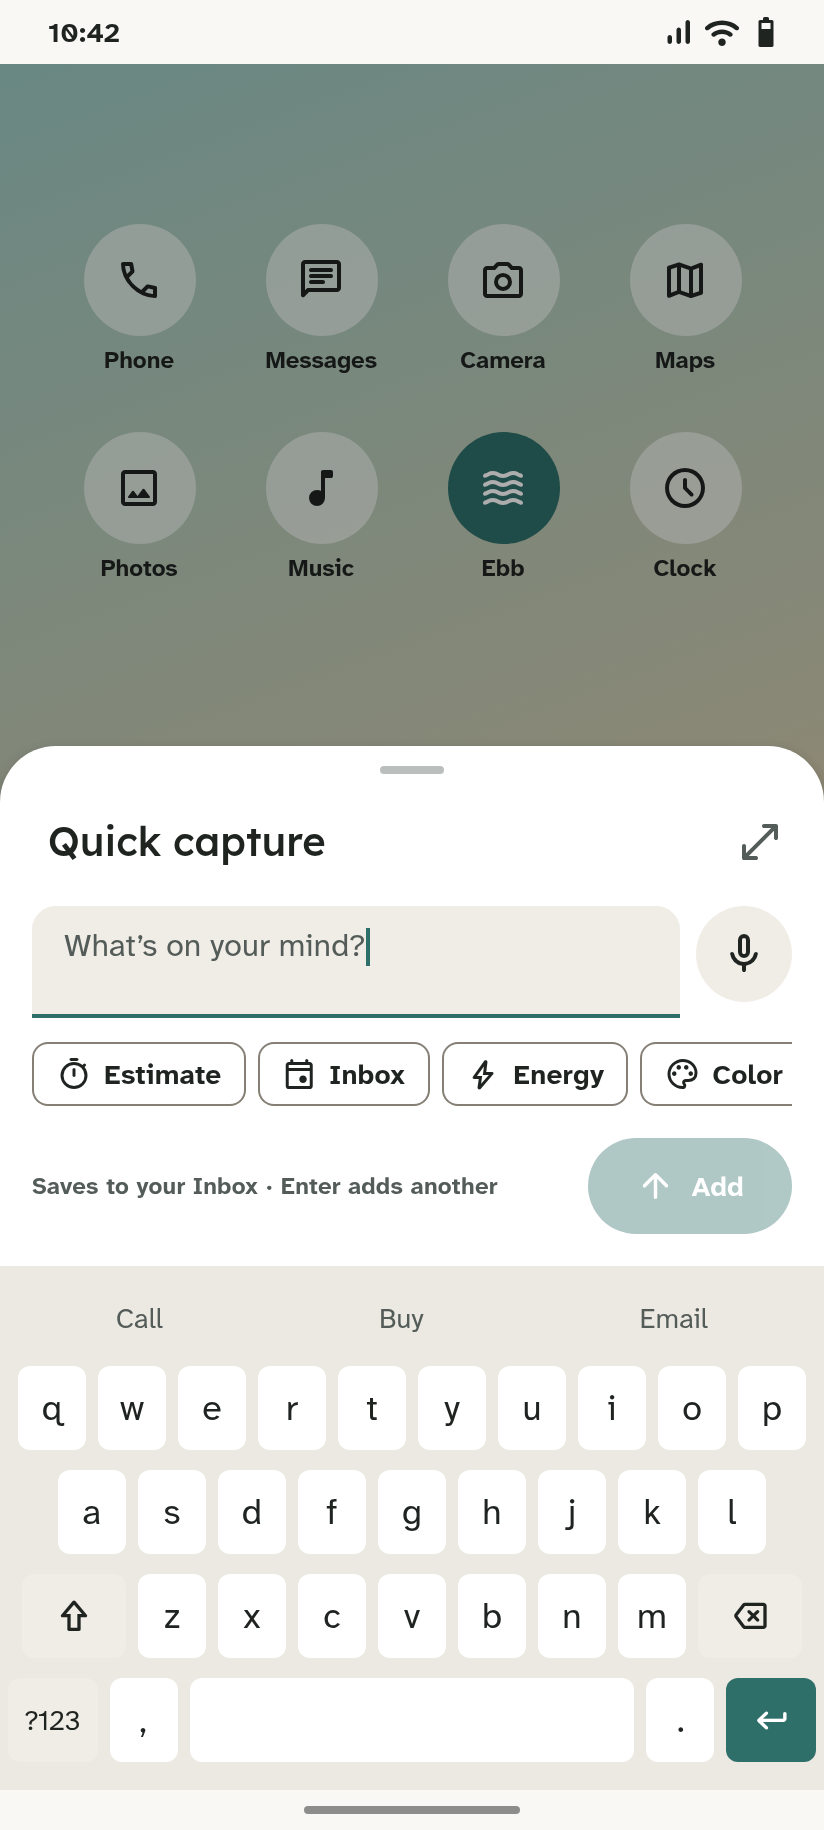 10:42
Phone Messages Camera Maps
Photos Music Ebb Clock
Quick capture
What's on your mind?
Estimate Inbox Energy Color
Saves to your Inbox · Enter adds another Add
Call Buy Email
q w e r t y u i o p
a s d f g h j k l
z x c v b n m
?123 , .